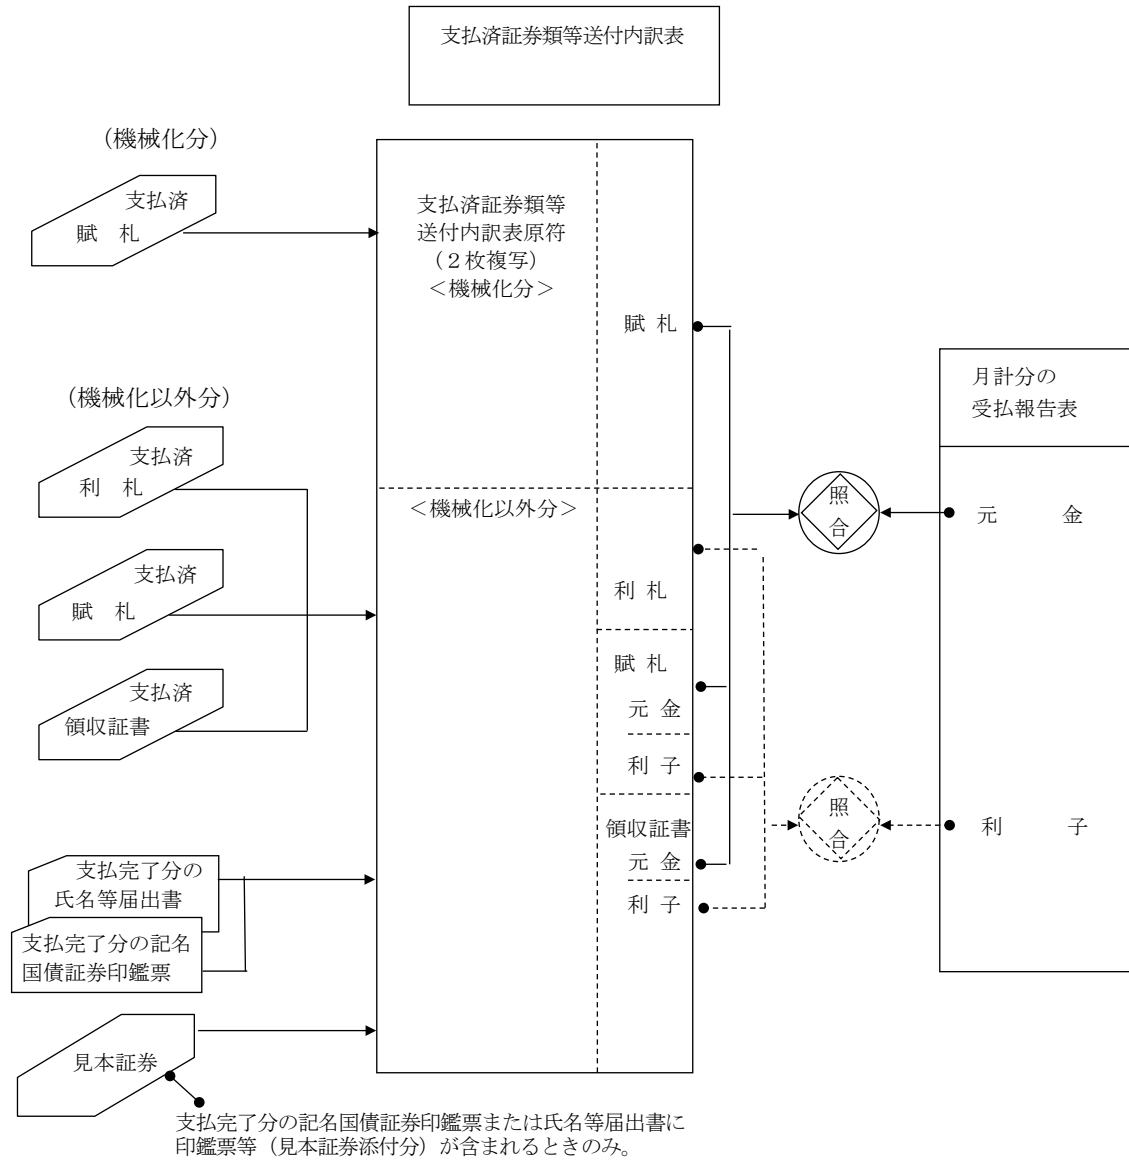 支払済証券類等送付内訳表
（機械化分）
支払済
賦 札
支払済証券類等
送付内訳表原符
（２枚複写）
＜機械化分＞
賦 札
月計分の
受払報告表
（機械化以外分）
支払済
利 札
＜機械化以外分＞
照
合
元 金
支払済
賦 札
利 札
賦 札
元 金
支払済
領収証書
利 子
照
合
利 子
領収証書
元 金
利 子
支払完了分の
氏名等届出書
支払完了分の記名
国債証券印鑑票
見本証券
支払完了分の記名国債証券印鑑票または氏名等届出書に
印鑑票等（見本証券添付分）が含まれるときのみ。